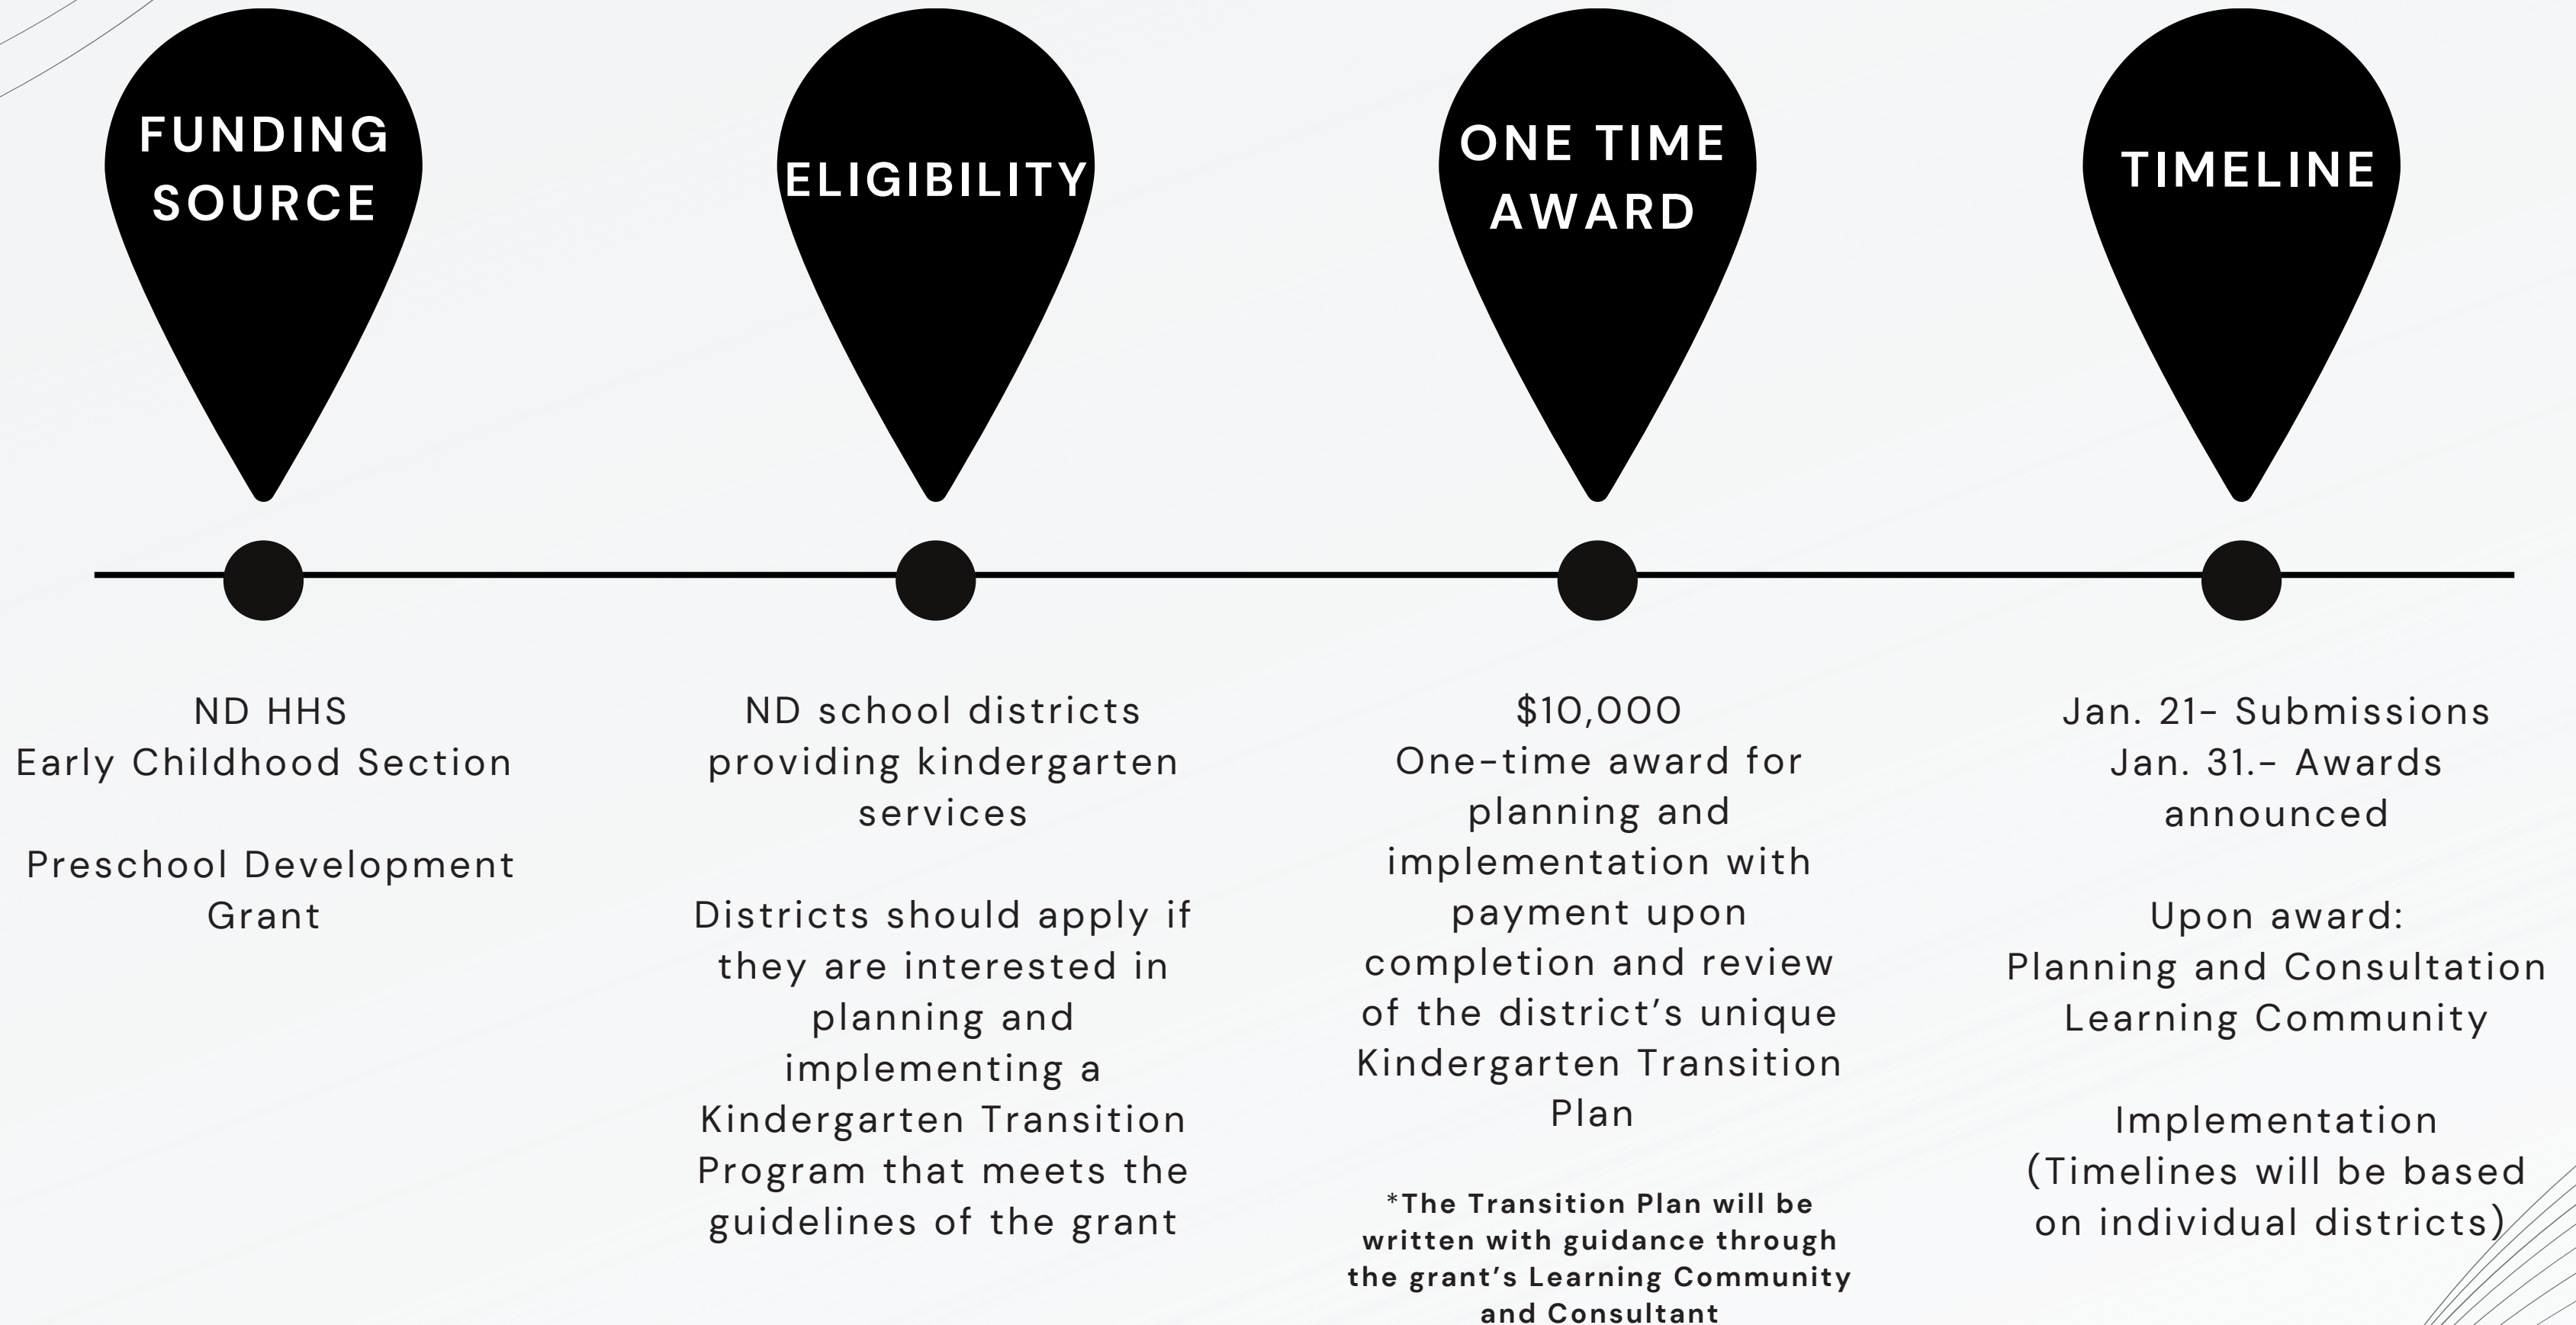 FUNDING
SOURCE
ND HHS
Early Childhood Section
Preschool Development
Grant
ELIGIBILITY
ND school districts
providing kindergarten
services
Districts should apply if
they are interested in
planning and
implementing a
Kindergarten Transition
Program that meets the
guidelines of the grant
ONE TIME
AWARD
$10,000
One-time award for
planning and
implementation with
payment upon
completion and review
of the district’s unique
Kindergarten Transition
Plan
*The Transition Plan will be
written with guidance through
the grant’s Learning Community
and Consultant
TIMELINE
Jan. 21- Submissions
Jan. 31.- Awards
announced
Upon award:
Planning and Consultation
Learning Community
Implementation
(Timelines will be based
on individual districts)